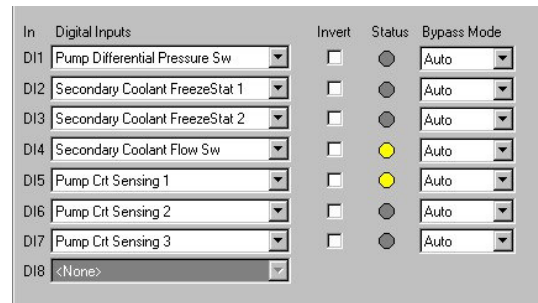 In Digital Inputs Invert Status Bypass Mode
DI1 Pump Differential Pressure Sw Auto
DI2 Secondary Coolant FreezeStat 1 Auto
DI3 Secondary Coolant FreezeStat 2 Auto
DI4 Secondary Coolant Flow Sw Auto
DI5 Pump Crt Sensing 1 Auto
DI6 Pump Crt Sensing 2 Auto
DI7 Pump Crt Sensing 3 Auto
DI8 <None>